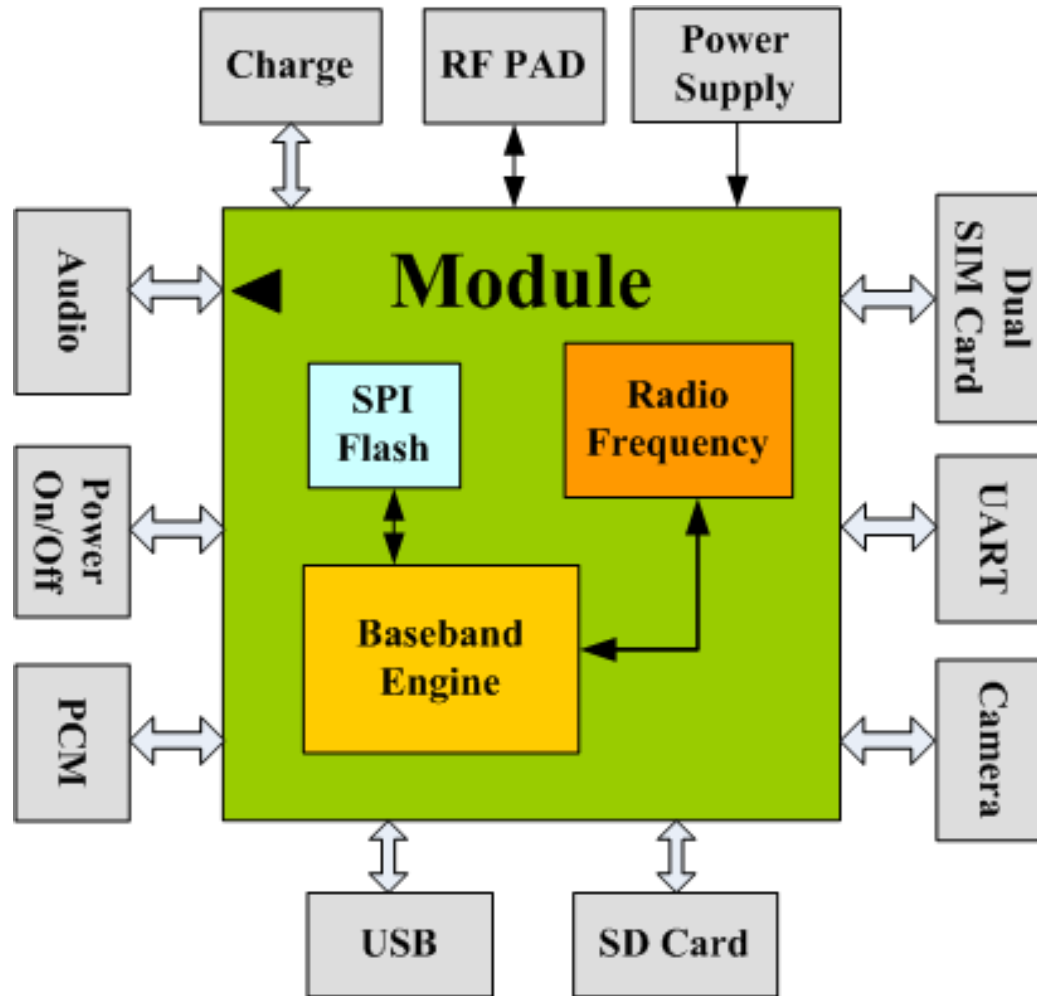 Charge
RF PAD
Power
Supply
Audio
Module
Dual
SIM Card
SPI
Flash
Radio
Frequency
Power
On/Off
UART
Baseband
Engine
PCM
Camera
USB
SD Card